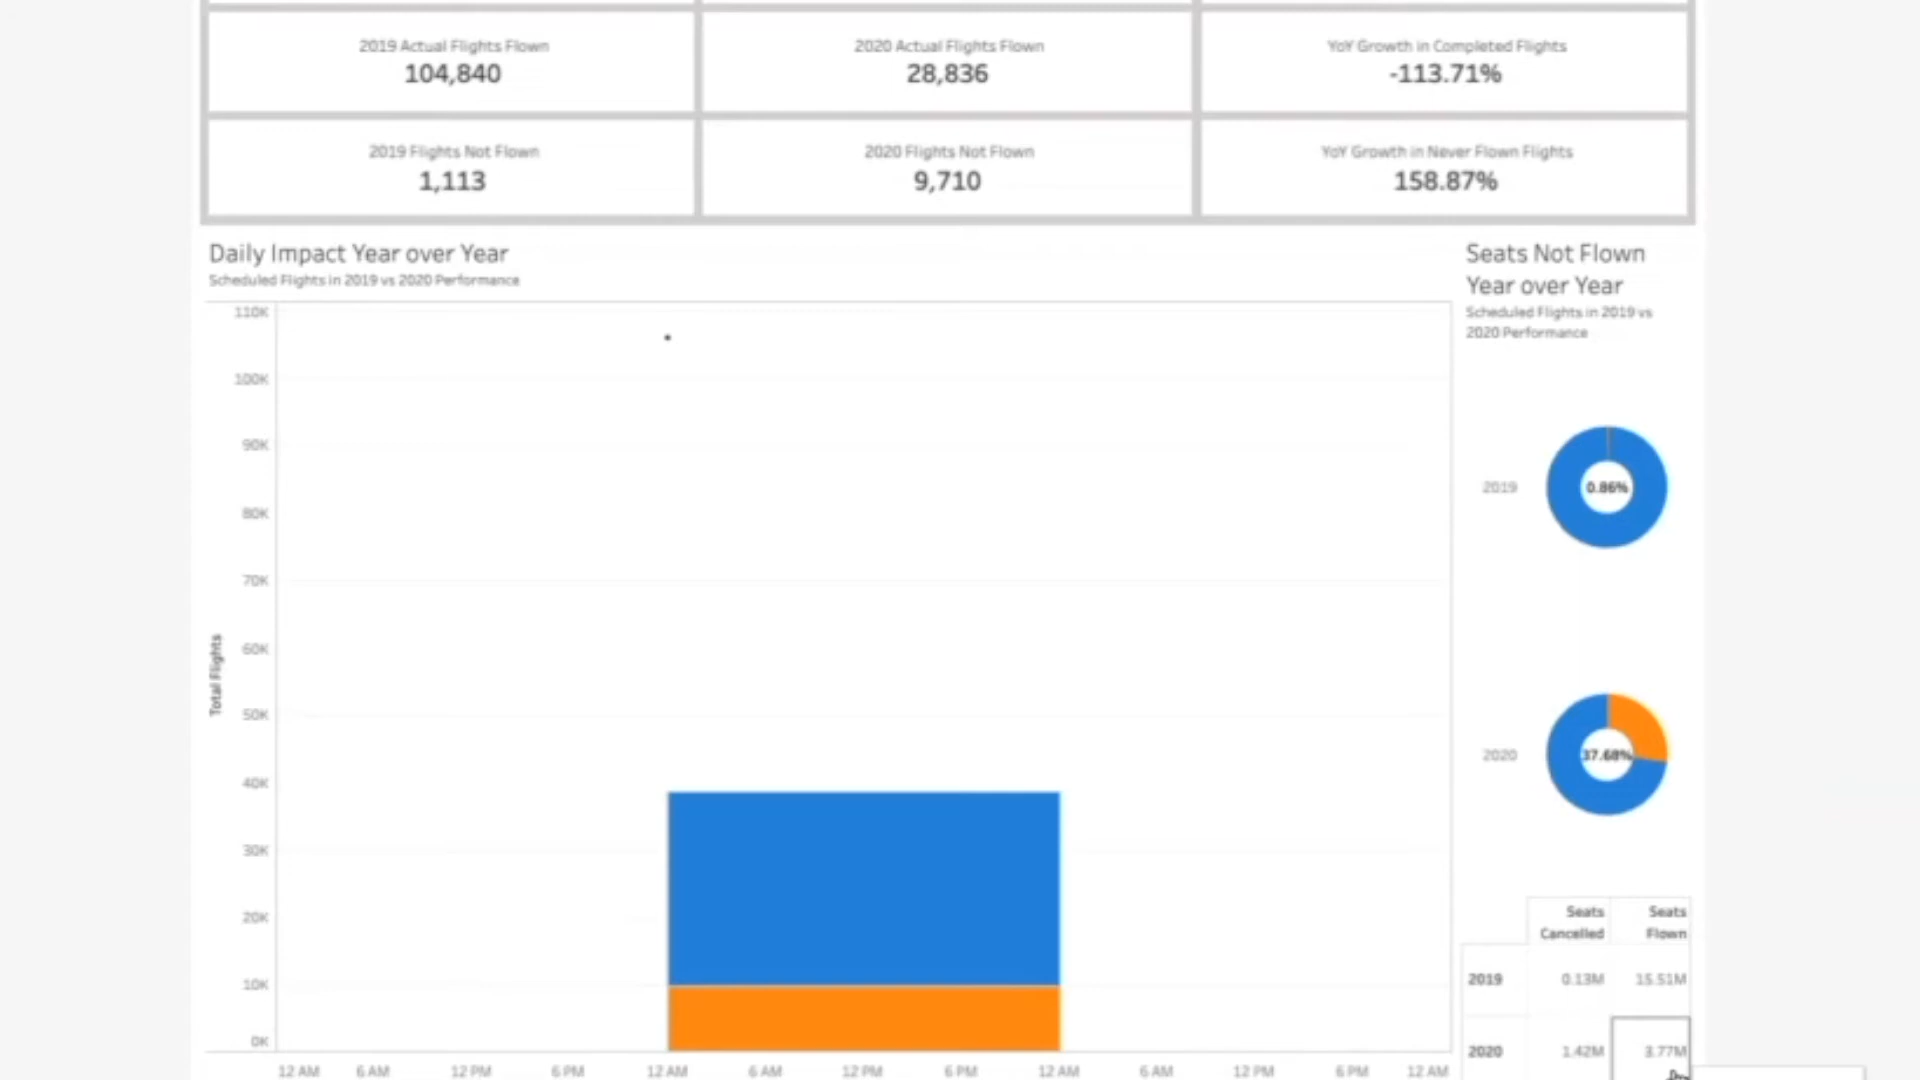 2019 Actual Flights Flown
104,840
2020 Actual Flights Flown
28,836
YoY Growth in Completed Flights
-113.71%
2019 Flights Not Flown
1,113
2020 Flights Not Flown
9,710
YoY Growth in Never Flown Flights
158.87%
Daily Impact Year over Year
Scheduled Flights in 2019 vs 2020 Performance
Total Flights
110K
100K
90K
80K
70K
60K
50K
40K
30K
20K
10K
0K
12 AM 6 AM 12 PM 6 PM 12 AM 6 AM 12 PM 6 PM 12 AM 6 AM 12 PM 6 PM 12 AM
Seats Not Flown
Year over Year
Scheduled Flights in 2019 vs
2020 Performance
2019
0.86%
2020
37.68%
Seats
Cancelled
Seats
Flown
2019 0.13M 15.51M
2020 1.42M 3.77M